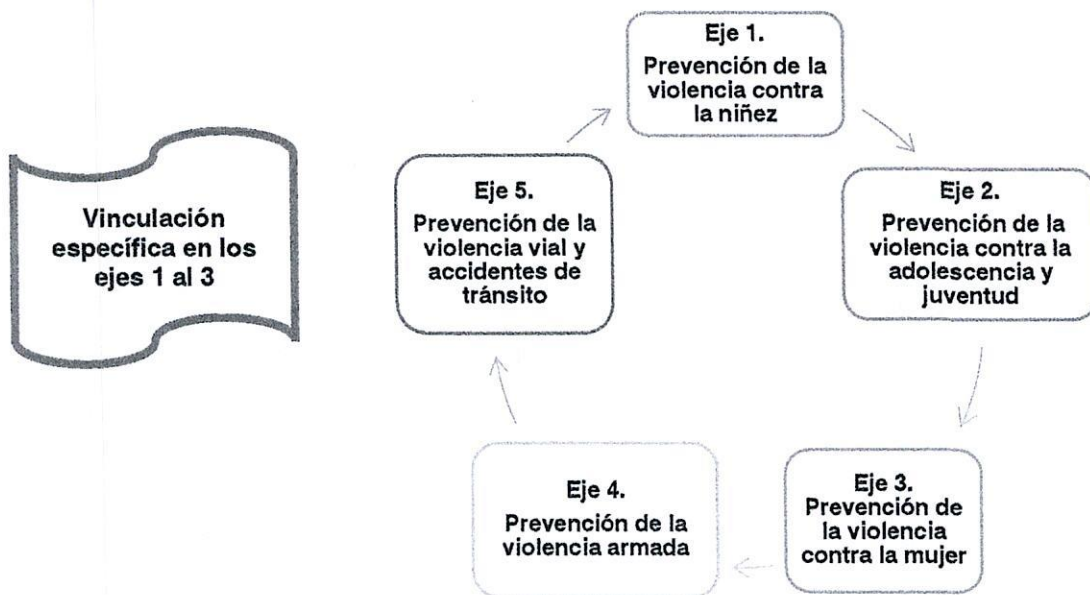 Vinculación
específica en los
ejes 1 al 3
Eje 1.
Prevención de la
violencia contra
la niñez
Eje 2.
Prevención de la
violencia contra la
adolescencia y
juventud
Eje 3.
Prevención de
la violencia
contra la mujer
Eje 4.
Prevención de la
violencia armada
Eje 5.
Prevención de la
violencia vial y
accidentes de
tránsito